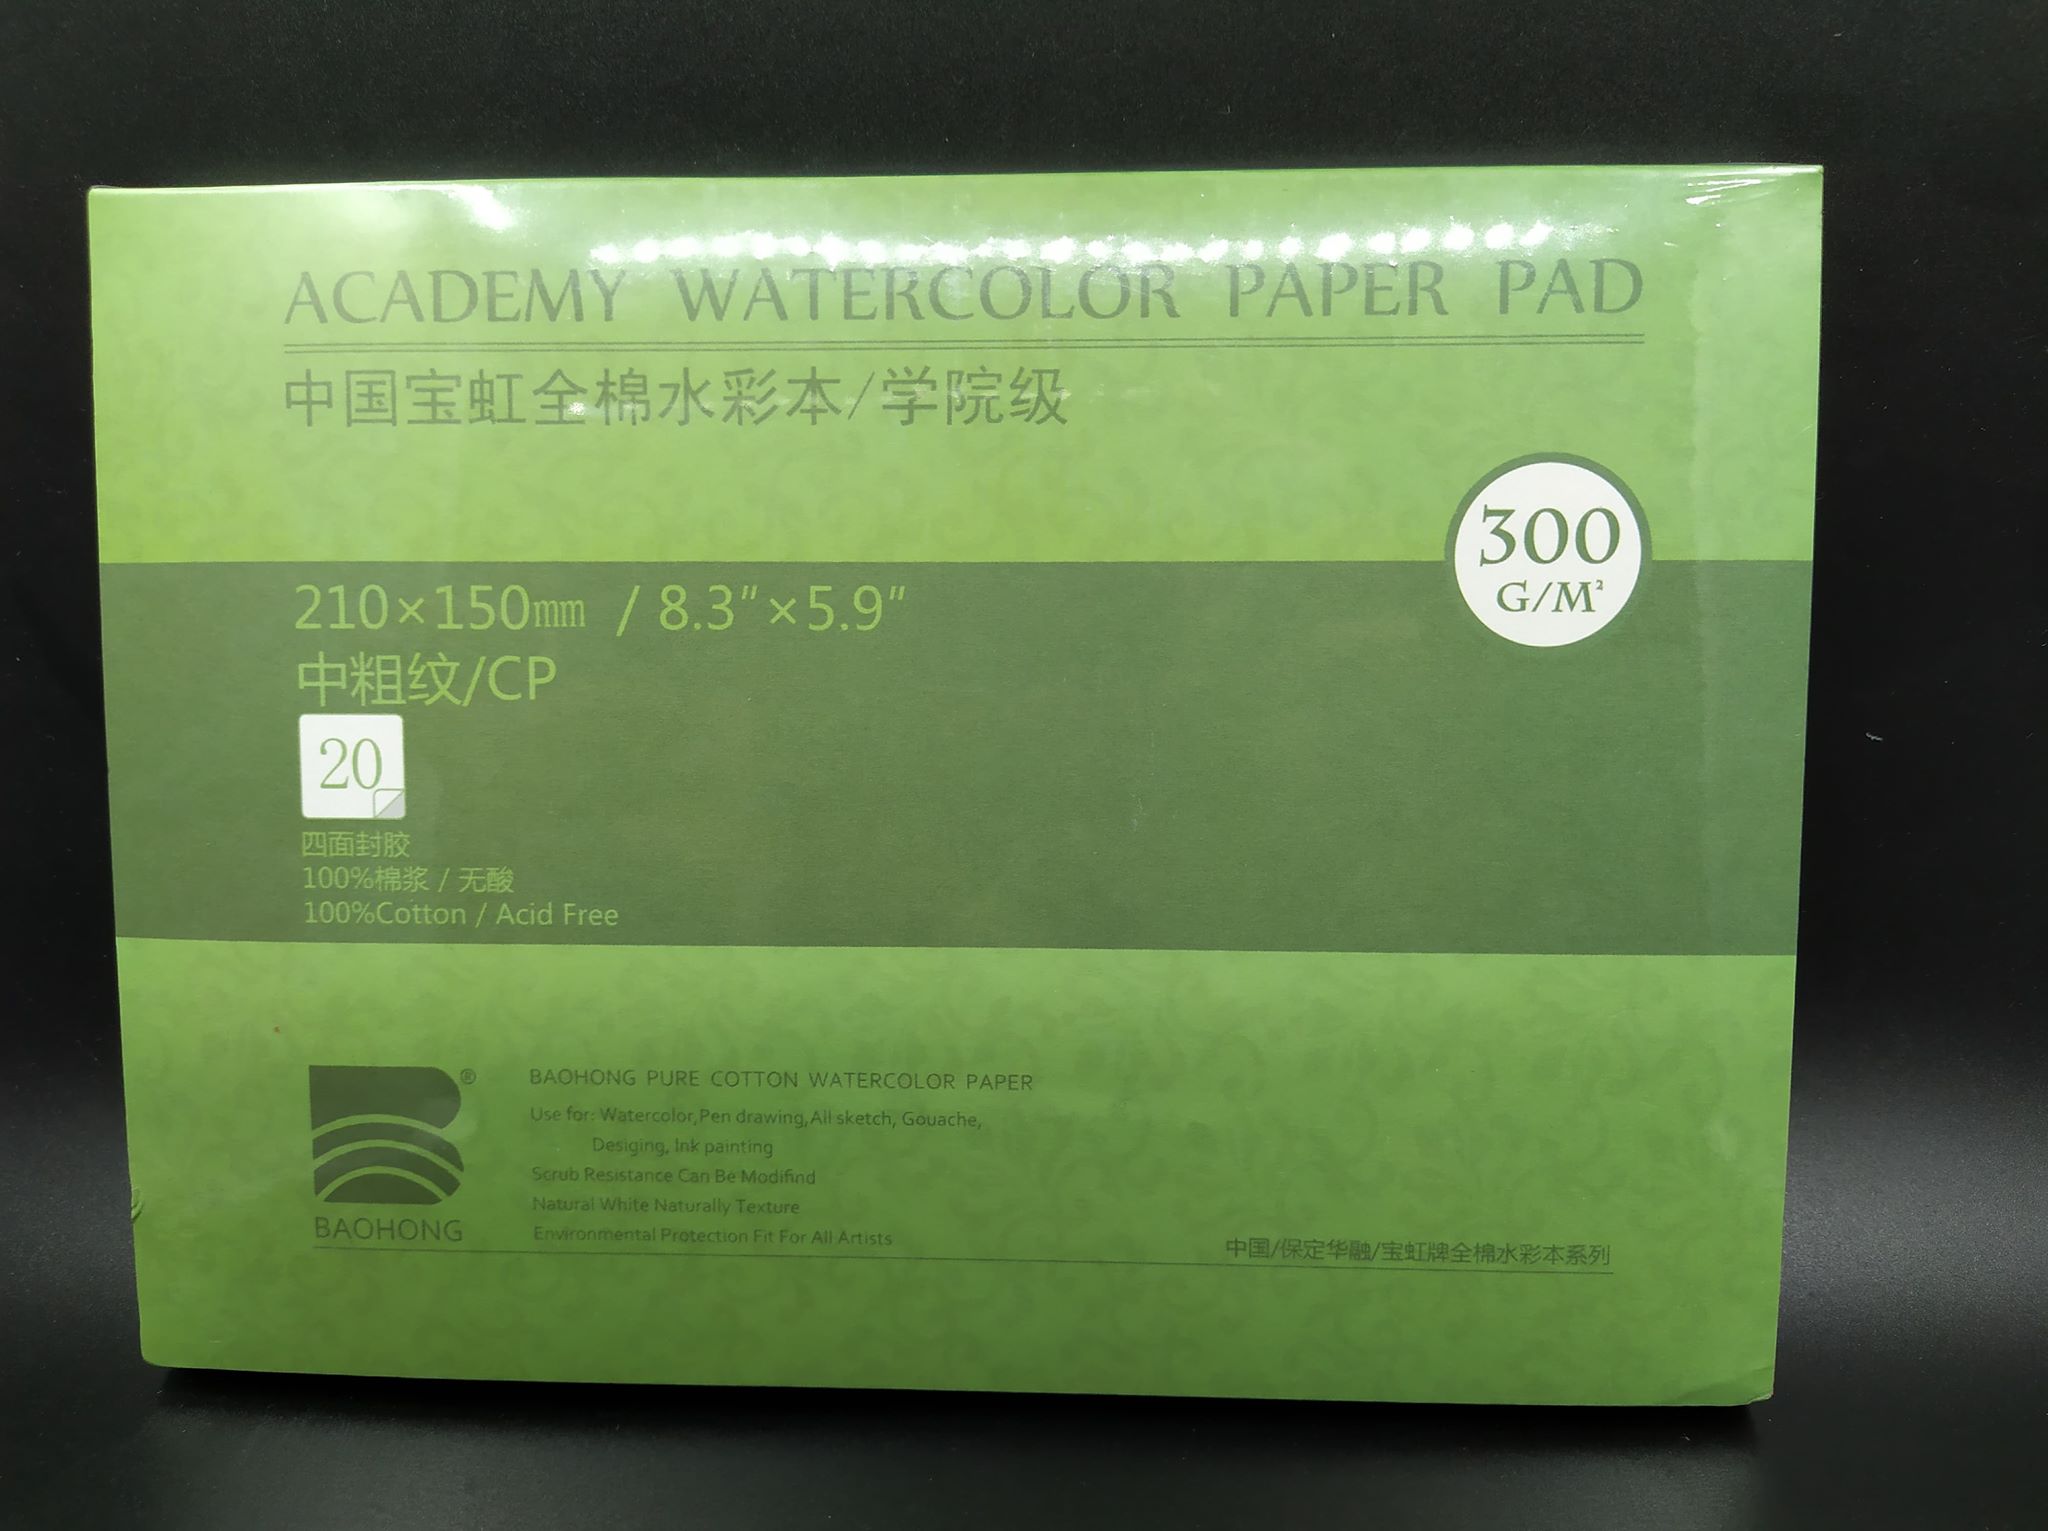 ACADEMY WATERCOLOR PAPER PAD
中国宝虹全棉水彩本/学院级
300
G/M²
210×150mm / 8.3"×5.9"
中粗纹/CP
20
四面封胶
100%棉浆 / 无酸
100%Cotton / Acid Free
®
BAOHONG
BAOHONG PURE COTTON WATERCOLOR PAPER
Use for: Watercolor,Pen drawing,All sketch, Gouache,
Desiging, Ink painting
Scrub Resistance Can Be Modifind
Natural White Naturally Texture
Environmental Protection Fit For All Artists
中国/保定华融/宝虹牌全棉水彩本系列